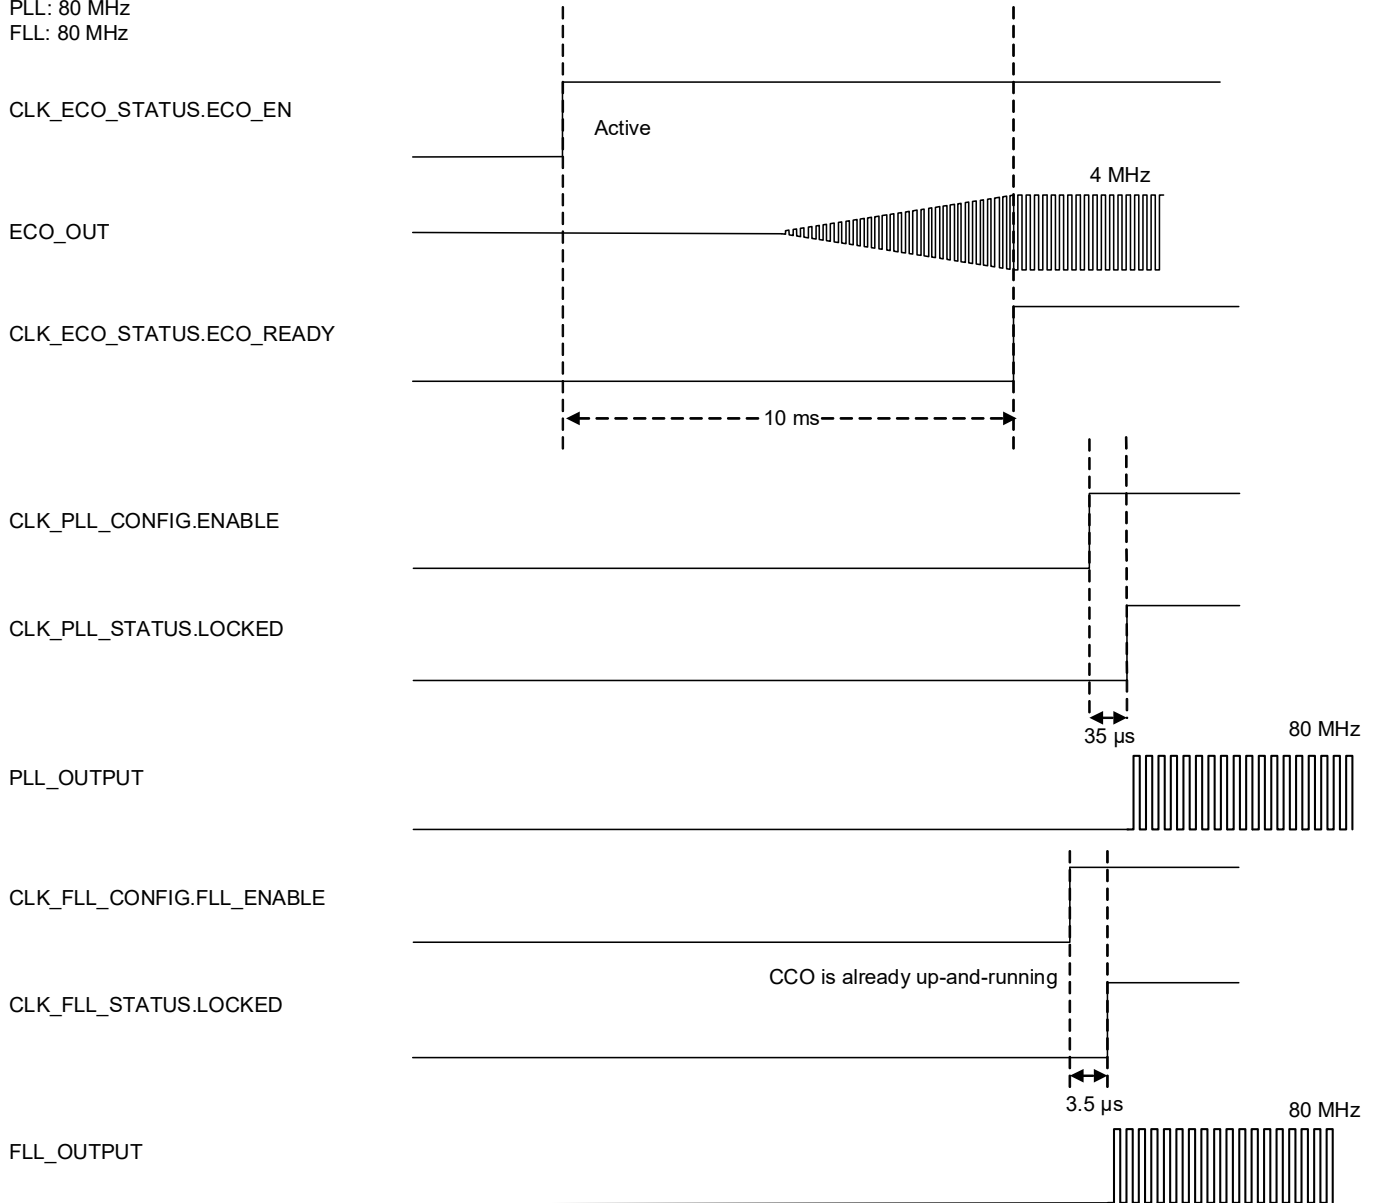 PLL: 80 MHz
FLL: 80 MHz
CLK_ECO_STATUS.ECO_EN
Active
4 MHz
ECO_OUT
CLK_ECO_STATUS.ECO_READY
10 ms
CLK_PLL_CONFIG.ENABLE
CLK_PLL_STATUS.LOCKED
35 µs
80 MHz
PLL_OUTPUT
CLK_FLL_CONFIG.FLL_ENABLE
CCO is already up-and-running
CLK_FLL_STATUS.LOCKED
3.5 µs
80 MHz
FLL_OUTPUT